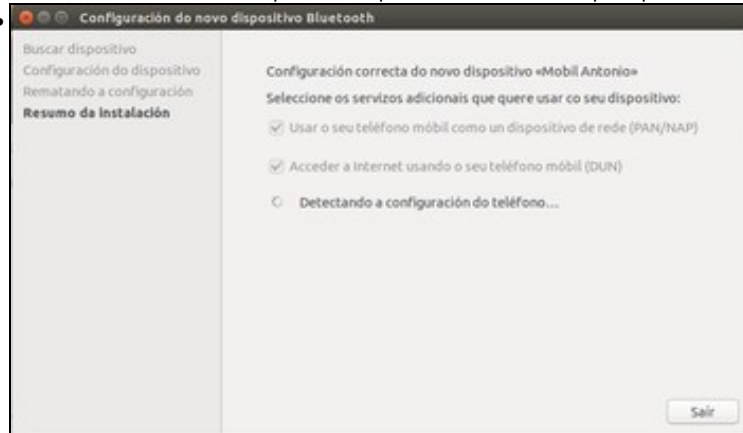 Configuración do novo dispositivo Bluetooth
Buscar dispositivo
Configuración do dispositivo
Rematando a configuración
Resumo da instalación
Configuración correcta do novo dispositivo «Mobil Antonio»
Seleccione os servizos adicionais que quere usar co seu dispositivo:
Usar o seu teléfono móbil como un dispositivo de rede (PAN/NAP)
Acceder a Internet usando o seu teléfono móbil (DUN)
Detectando a configuración do teléfono...
Sair